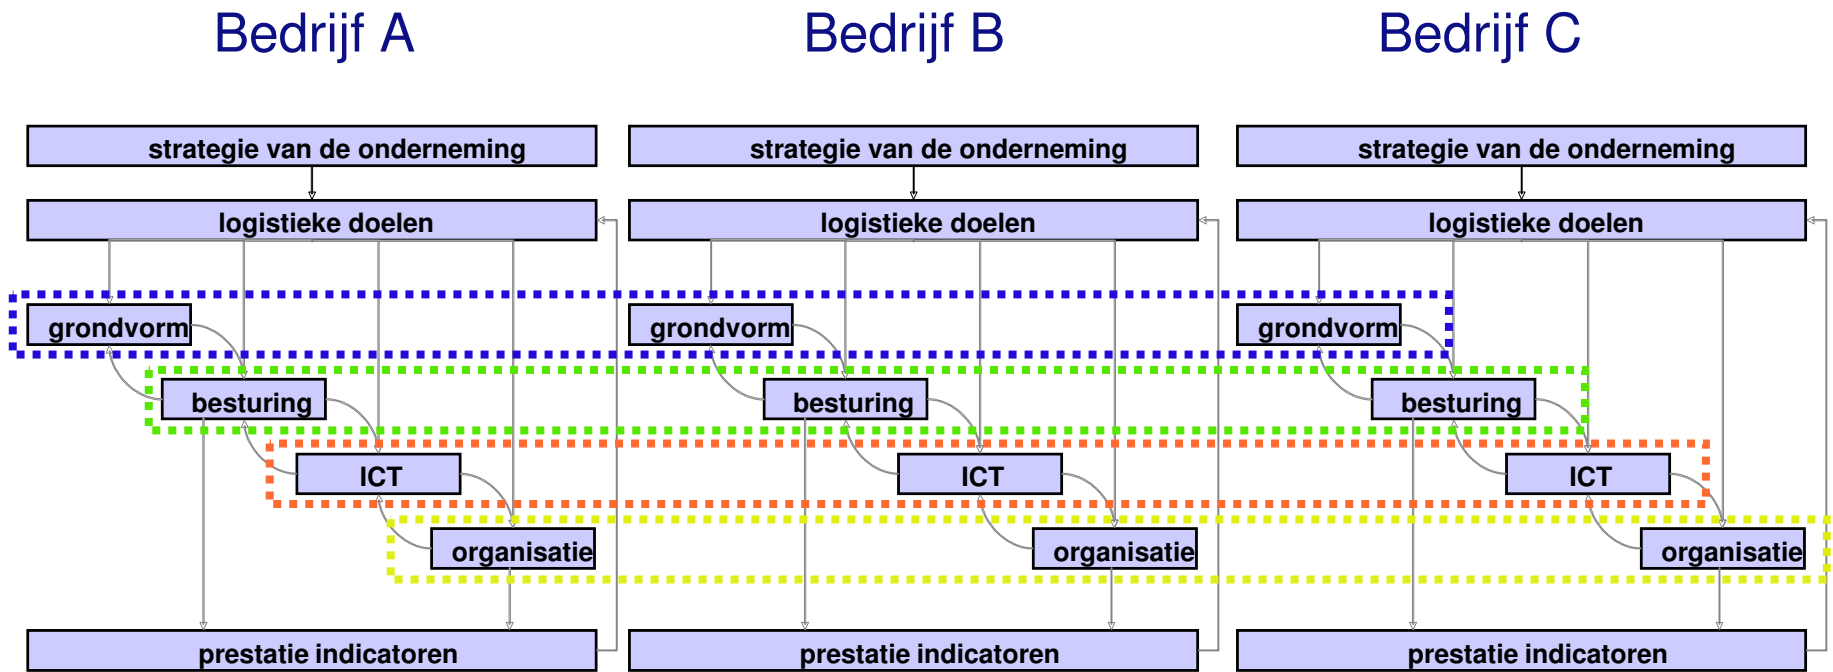 Bedrijf A
Bedrijf B
Bedrijf C
strategie van de onderneming
strategie van de onderneming
strategie van de onderneming
logistieke doelen
logistieke doelen
logistieke doelen
grondvorm
grondvorm
grondvorm
besturing
besturing
besturing
ICT
ICT
ICT
organisatie
organisatie
organisatie
prestatie indicatoren
prestatie indicatoren
prestatie indicatoren